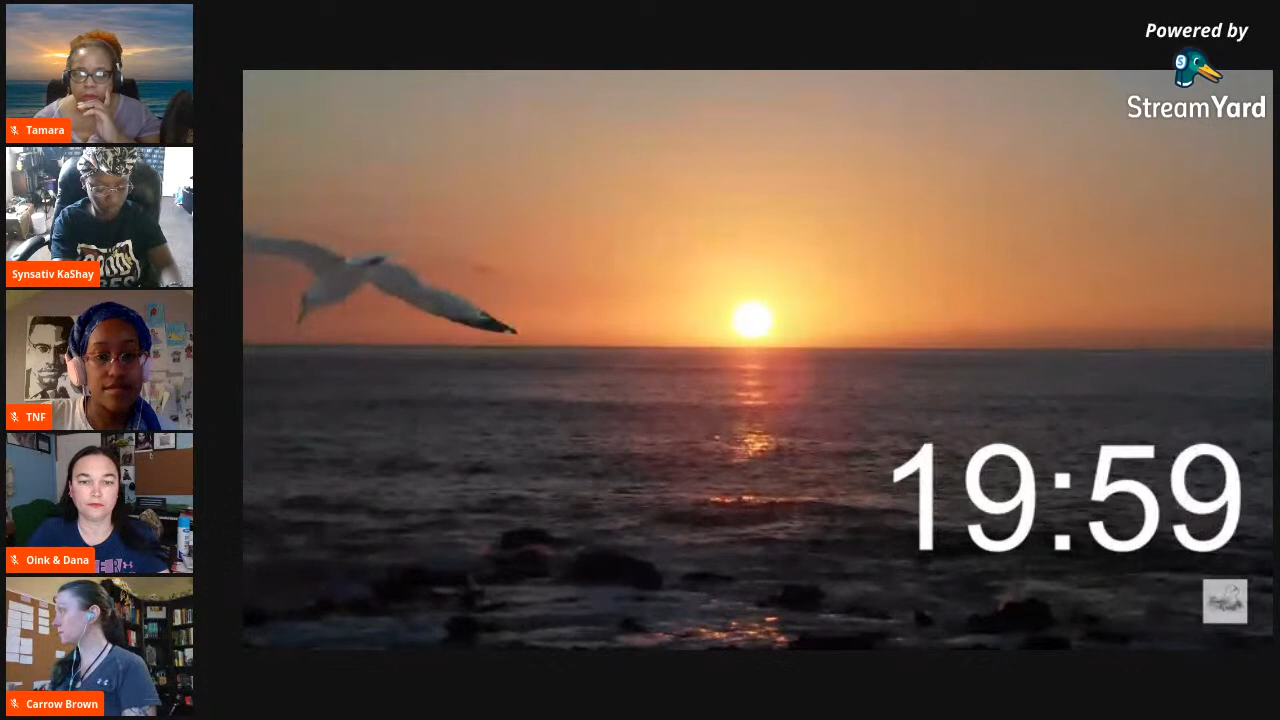 Powered by
StreamYard
Tamara
Synsativ KaShay
TNF
Oink & Dana
Carrow Brown
19:59